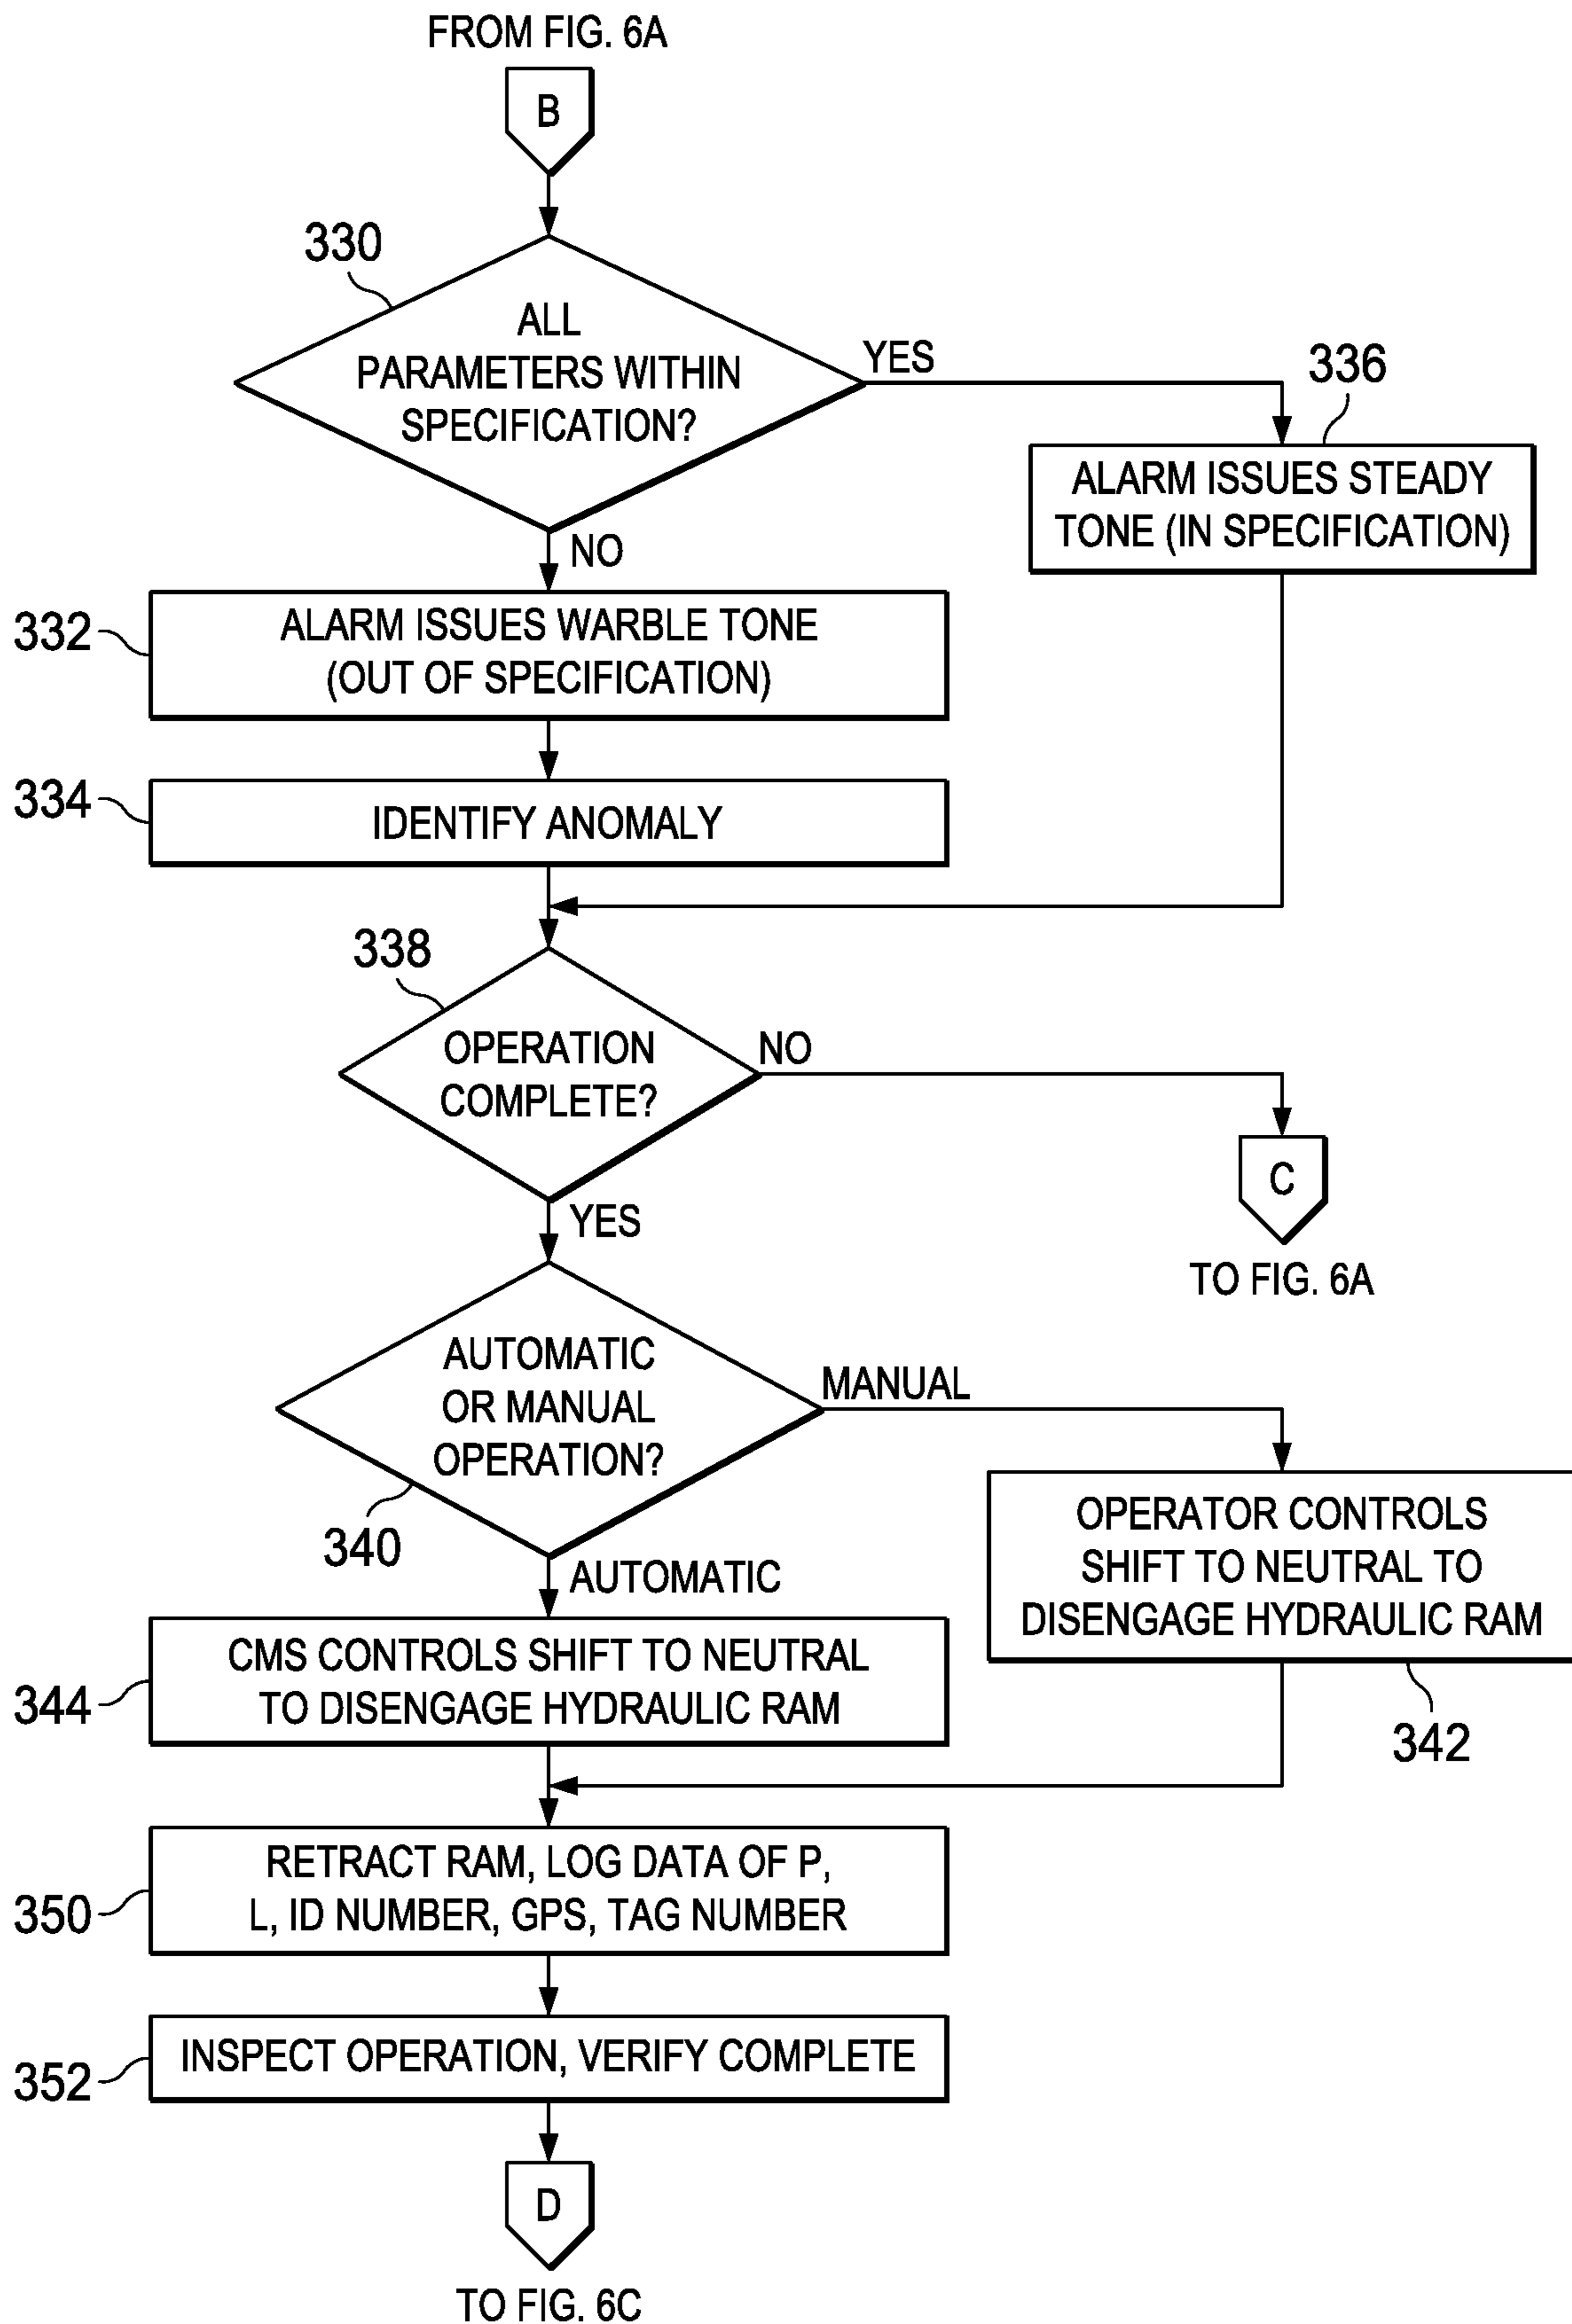 FROM FIG. 6A
B
330
ALL
PARAMETERS WITHIN
SPECIFICATION?
YES
336
ALARM ISSUES STEADY
TONE (IN SPECIFICATION)
NO
332
ALARM ISSUES WARBLE TONE
(OUT OF SPECIFICATION)
334
IDENTIFY ANOMALY
338
OPERATION
COMPLETE?
NO
C
TO FIG. 6A
YES
AUTOMATIC
OR MANUAL
OPERATION?
MANUAL
340
AUTOMATIC
OPERATOR CONTROLS
SHIFT TO NEUTRAL TO
DISENGAGE HYDRAULIC RAM
342
344
CMS CONTROLS SHIFT TO NEUTRAL
TO DISENGAGE HYDRAULIC RAM
350
RETRACT RAM, LOG DATA OF P,
L, ID NUMBER, GPS, TAG NUMBER
352
INSPECT OPERATION, VERIFY COMPLETE
D
TO FIG. 6C